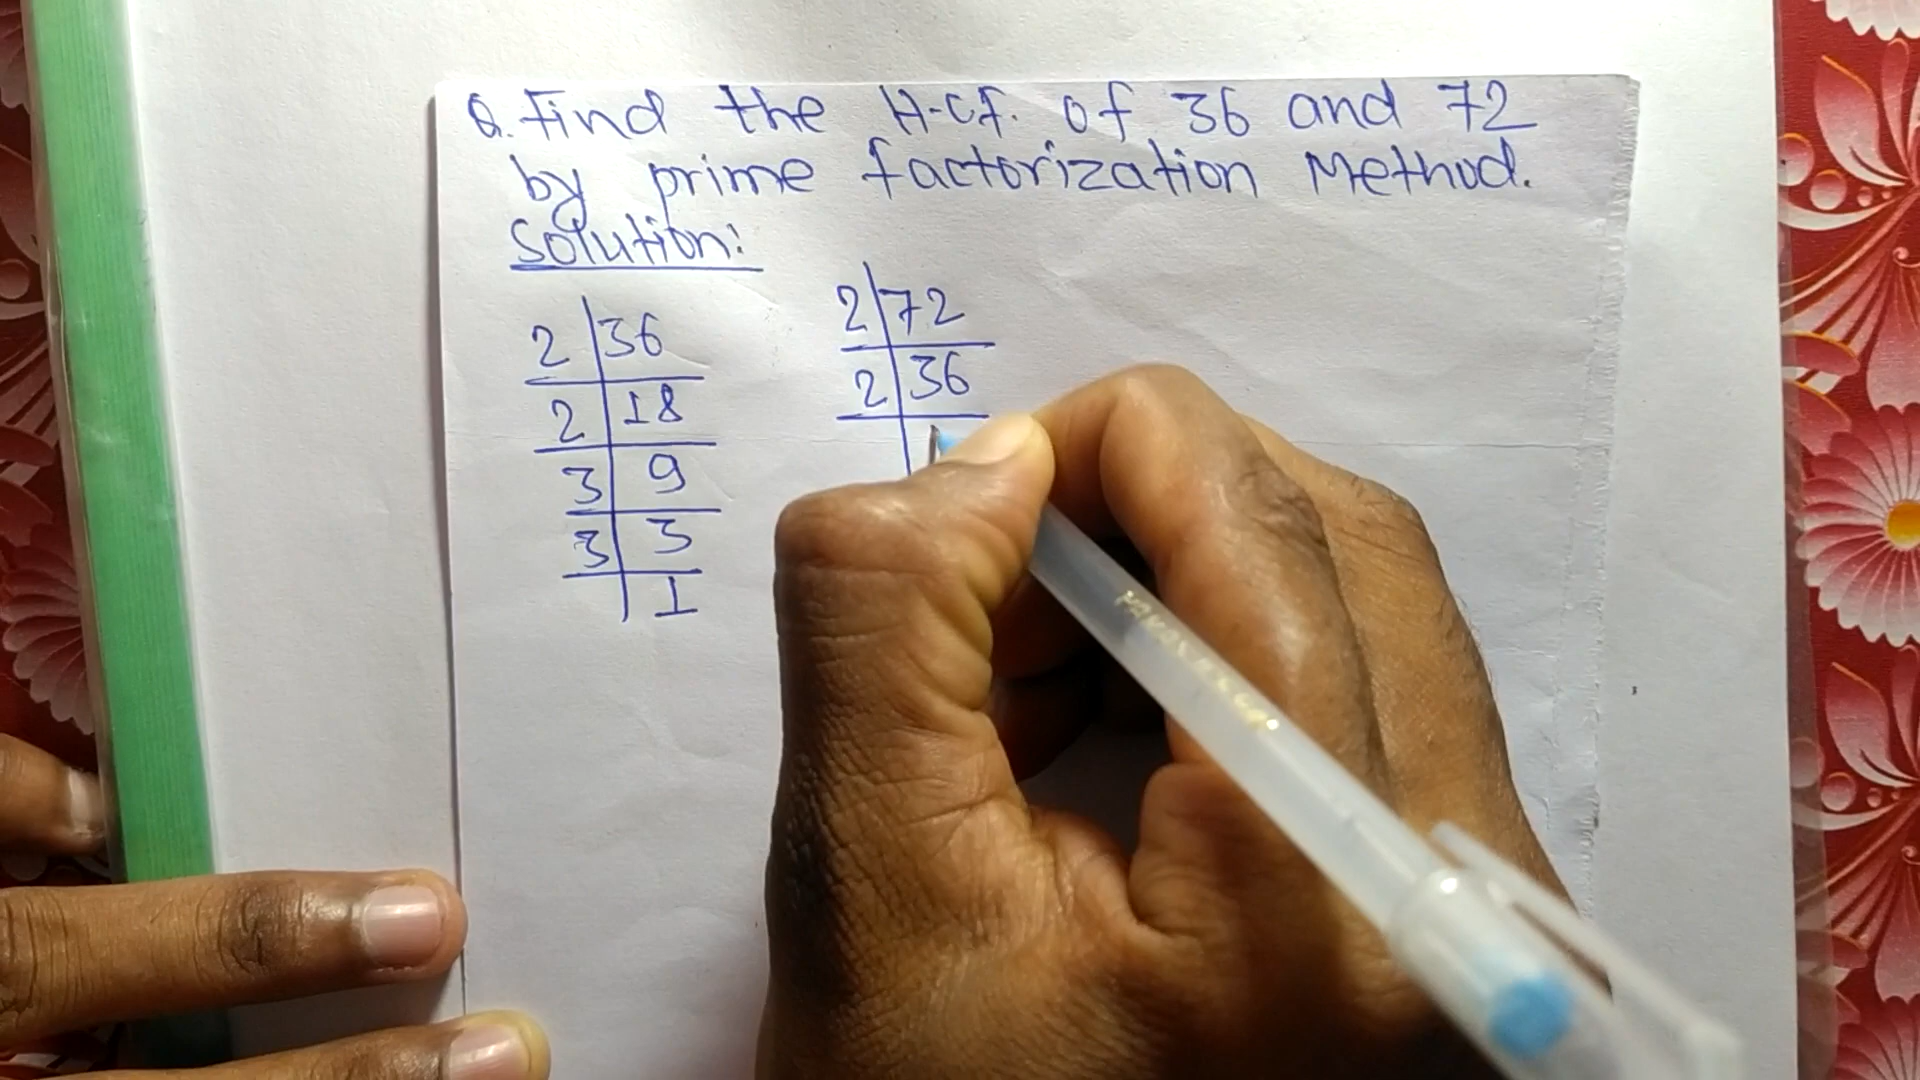 Q. Find the H.C.F. of 36 and 72
by prime factorization Method.
Solution:
2 36
2 18
3 9
3 3
1
2 72
2 36